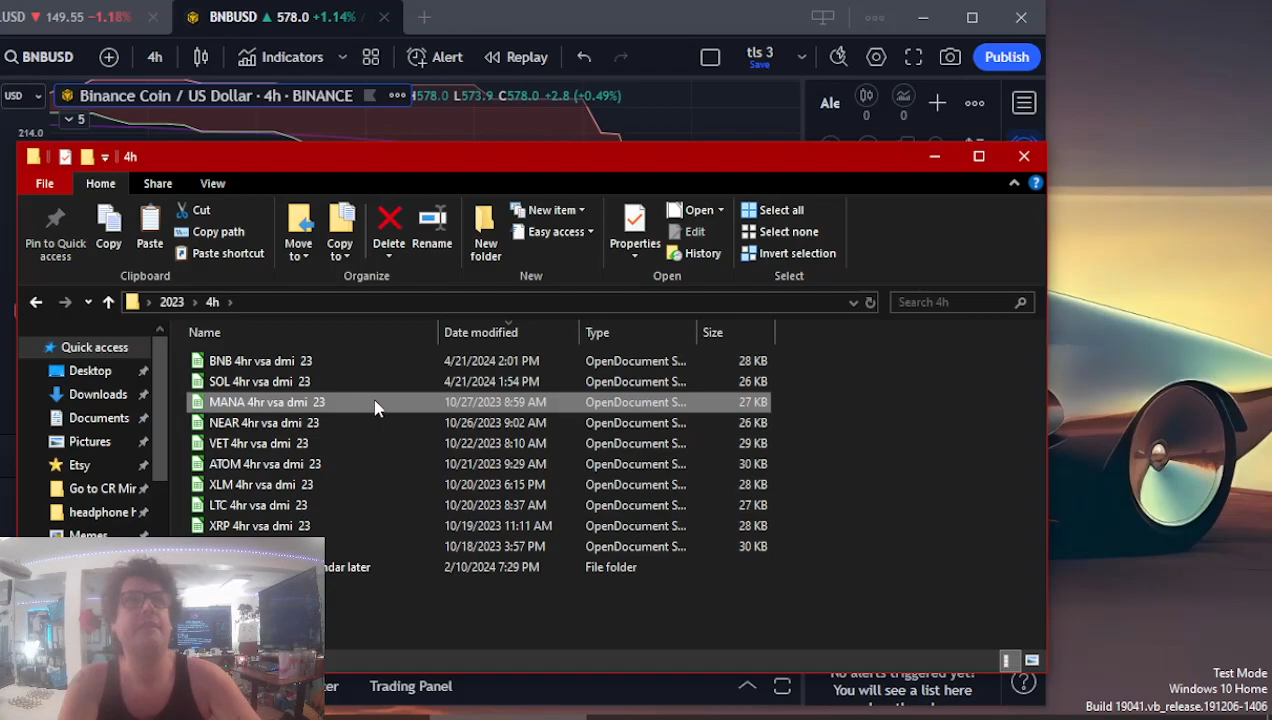 LUSD 149.55 −1.18%
BNBUSD 578.0 +1.14%
BNBUSD
4h
Indicators
Alert
Replay
tls 3
Save
Publish
USD
Binance Coin / US Dollar · 4h · BINANCE
H578.0 L573.9 C578.0 +2.8 (+0.49%)
Ale
0
0
5
214.0
4h
File
Home
Share
View
Pin to Quick access
Copy
Paste
Cut
Copy path
Paste shortcut
Clipboard
Move to
Copy to
Delete
Rename
Organize
New folder
New item
Easy access
New
Properties
Open
Edit
History
Open
Select all
Select none
Invert selection
Select
2023 › 4h ›
Search 4h
Name Date modified Type Size
Quick access
Desktop
Downloads
Documents
Pictures
Etsy
Go to CR Mir
headphone h
Memes
BNB 4hr vsa dmi 23 4/21/2024 2:01 PM OpenDocument S... 28 KB
SOL 4hr vsa dmi 23 4/21/2024 1:54 PM OpenDocument S... 26 KB
MANA 4hr vsa dmi 23 10/27/2023 8:59 AM OpenDocument S... 27 KB
NEAR 4hr vsa dmi 23 10/26/2023 9:02 AM OpenDocument S... 26 KB
VET 4hr vsa dmi 23 10/22/2023 8:10 AM OpenDocument S... 29 KB
ATOM 4hr vsa dmi 23 10/21/2023 9:29 AM OpenDocument S... 30 KB
XLM 4hr vsa dmi 23 10/20/2023 6:15 PM OpenDocument S... 28 KB
LTC 4hr vsa dmi 23 10/20/2023 8:37 AM OpenDocument S... 27 KB
XRP 4hr vsa dmi 23 10/19/2023 11:11 AM OpenDocument S... 28 KB
10/18/2023 3:57 PM OpenDocument S... 30 KB
ndar later 2/10/2024 7:29 PM File folder
ter
Trading Panel
No alerts triggered yet!
You will see a list here
Test Mode
Windows 10 Home
Build 19041.vb_release.191206-1406